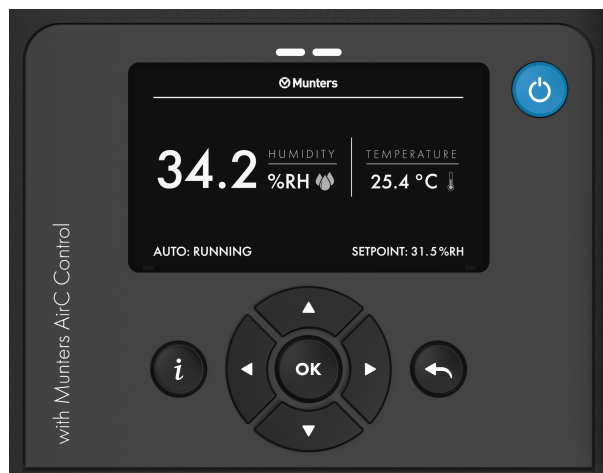 Munters
34.2
HUMIDITY
%RH
TEMPERATURE
25.4 °C
AUTO: RUNNING
SETPOINT: 31.5%RH
with Munters AirC Control
i
OK